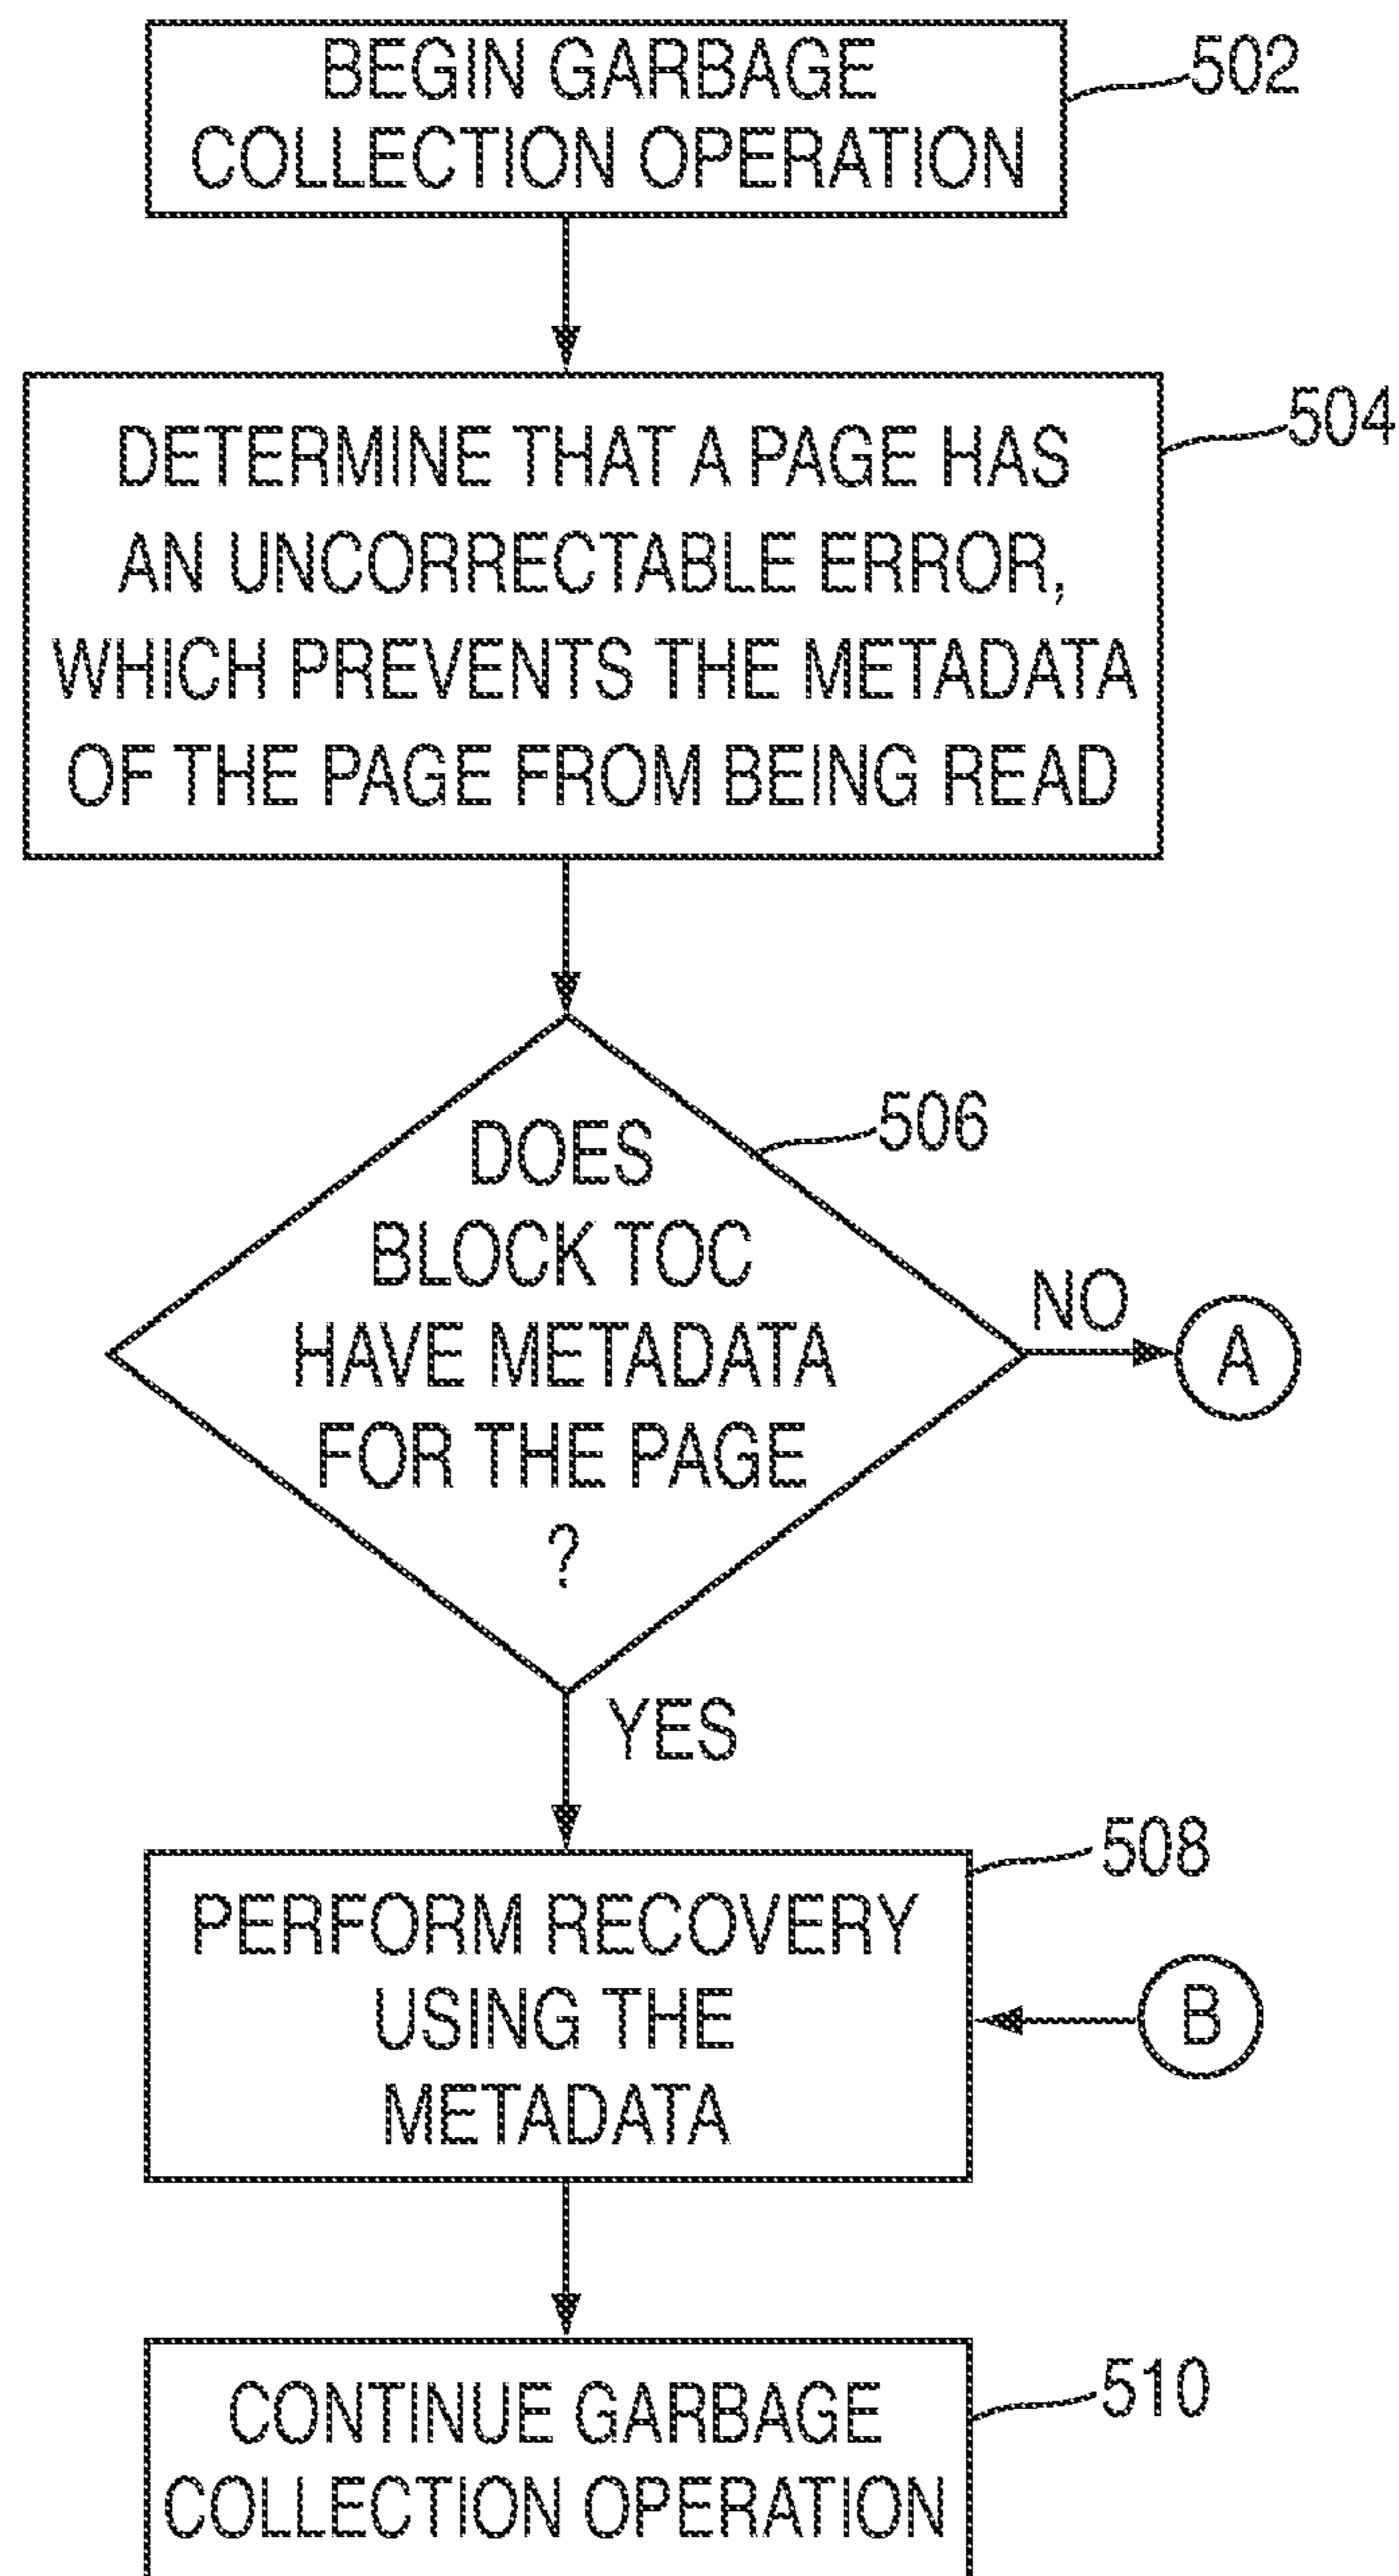 BEGIN GARBAGE
COLLECTION OPERATION
502
DETERMINE THAT A PAGE HAS
AN UNCORRECTABLE ERROR,
WHICH PREVENTS THE METADATA
OF THE PAGE FROM BEING READ
504
DOES
BLOCK TOC
HAVE METADATA
FOR THE PAGE
?
506
NO
A
YES
PERFORM RECOVERY
USING THE
METADATA
508
B
CONTINUE GARBAGE
COLLECTION OPERATION
510